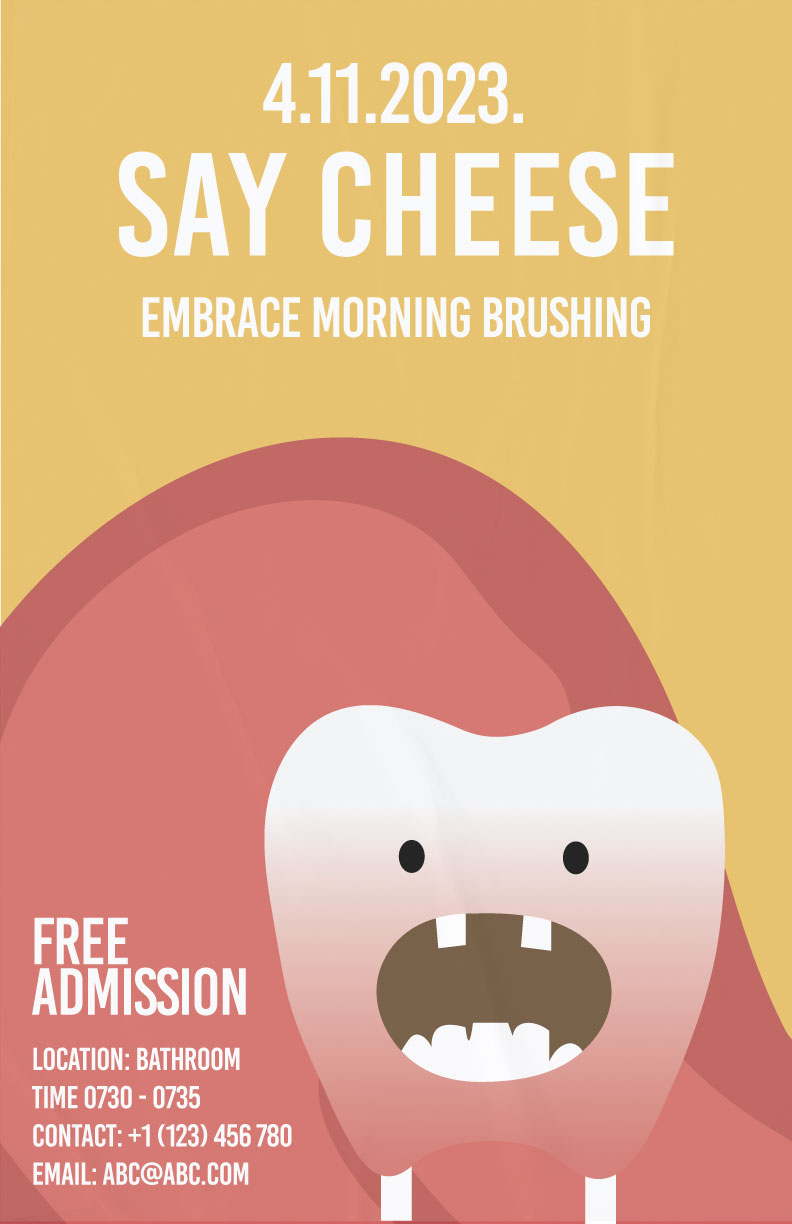 4.11.2023.
SAY CHEESE
EMBRACE MORNING BRUSHING
FREE
ADMISSION
LOCATION: BATHROOM
TIME 0730 - 0735
CONTACT: +1 (123) 456 780
EMAIL: ABC@ABC.COM